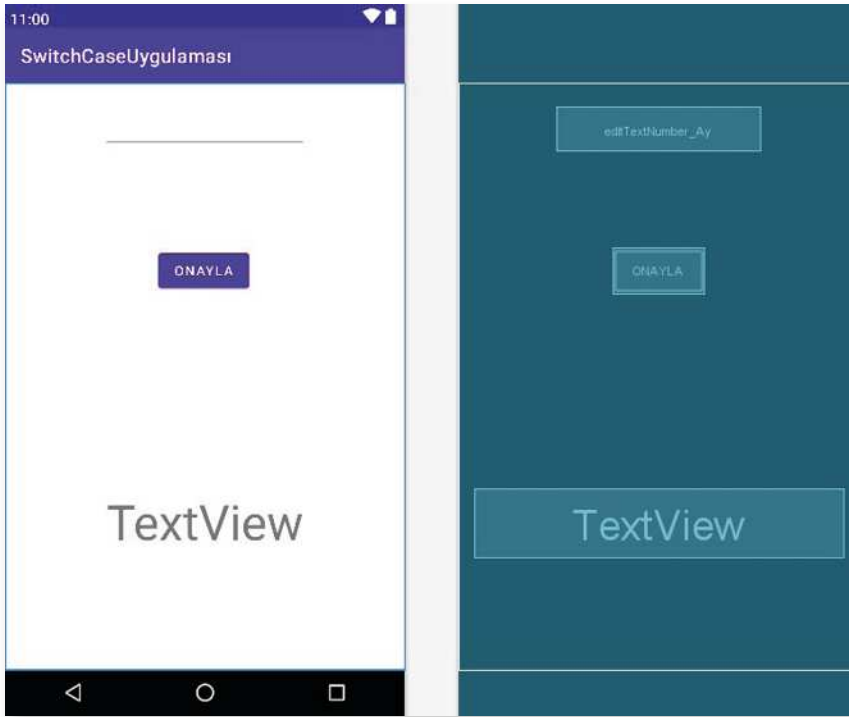 11:00
SwitchCaseUygulaması
ONAYLA
TextView
editTextNumber_Ay
ONAYLA
TextView